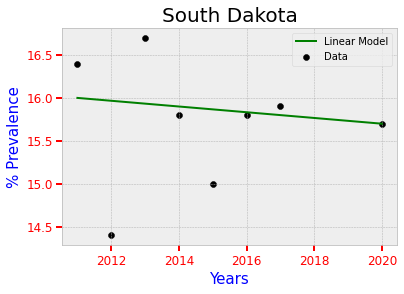 South Dakota
Linear Model
Data
16.5
16.0
15.5
15.0
14.5
% Prevalence
2012
2014
2016
2018
2020
Years